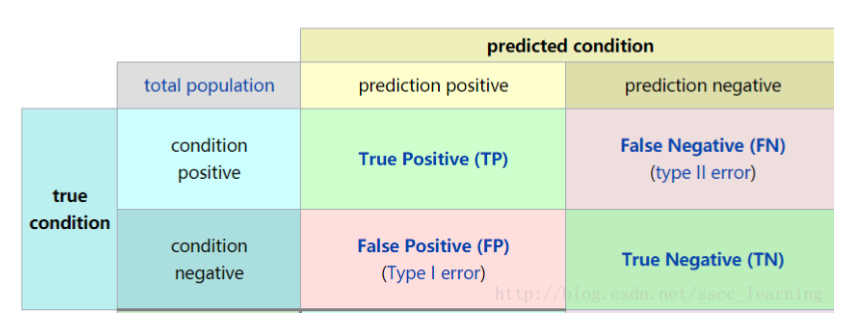 predicted condition
total population
prediction positive
prediction negative
true
condition
condition
positive
True Positive (TP)
False Negative (FN)
(type II error)
condition
negative
False Positive (FP)
(Type I error)
True Negative (TN)
http://blog.csdn.net/sscc_learning